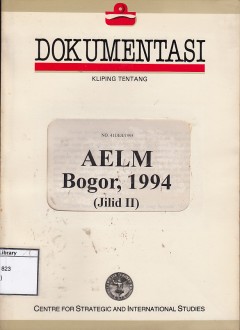 DOKUMENTASI
KLIPING TENTANG
AELM
Bogor, 1994
(Jilid II)
Library
823
CENTRE FOR STRATEGIC AND INTERNATIONAL STUDIES